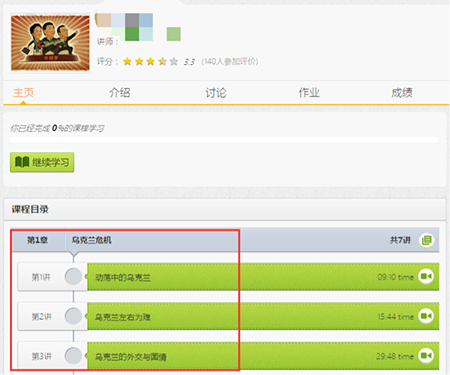 讲师：
评分： 3.3 (140人参加评价)
主页 介绍 讨论 作业 成绩
你已经完成 0%的课程学习
继续学习
课程目录
第1章 乌克兰危机 共7讲
第1讲 动荡中的乌克兰 09:10 time
第2讲 乌克兰左右为难 15:44 time
第3讲 乌克兰的外交与国情 29:48 time